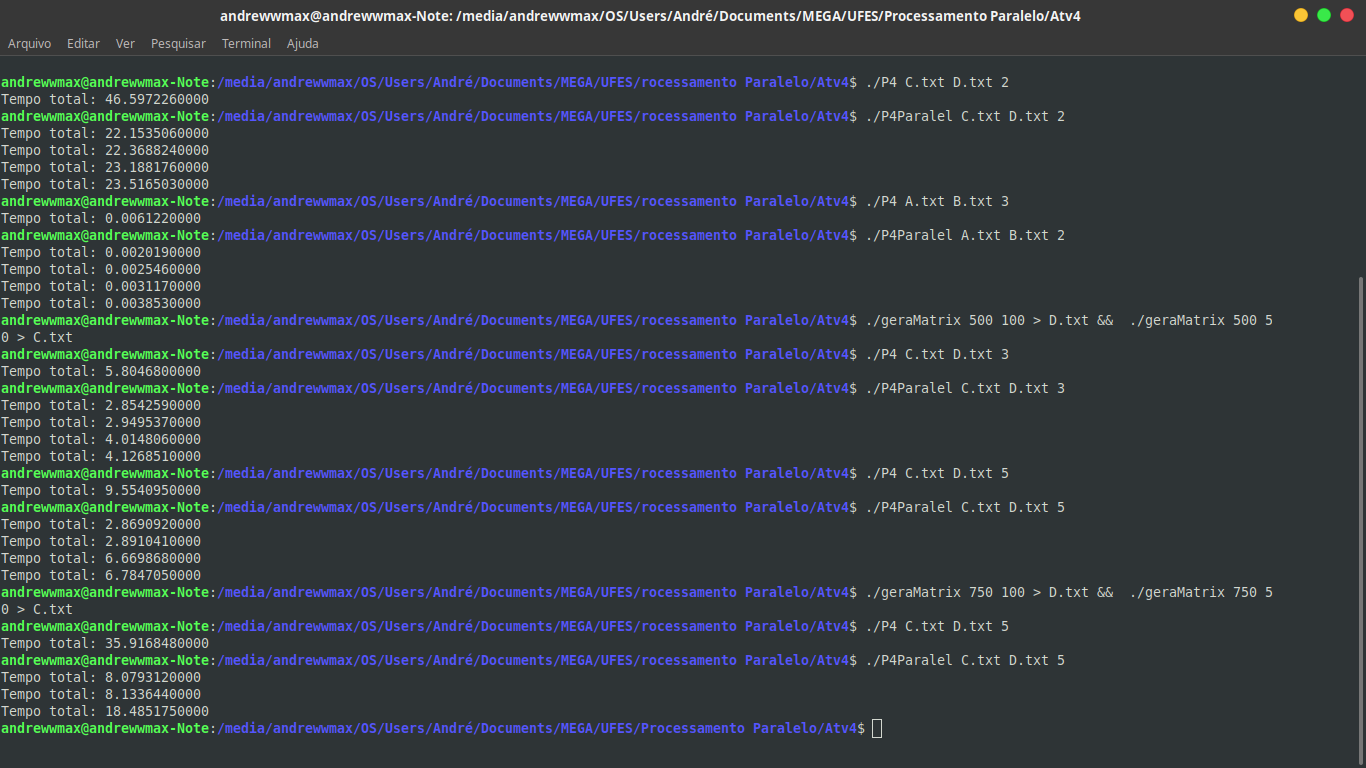 andrewwmax@andrewwmax-Note: /media/andrewwmax/OS/Users/André/Documents/MEGA/UFES/Processamento Paralelo/Atv4
Arquivo Editar Ver Pesquisar Terminal Ajuda
andrewwmax@andrewwmax-Note:/media/andrewwmax/OS/Users/André/Documents/MEGA/UFES/rocessamento Paralelo/Atv4$ ./P4 C.txt D.txt 2
Tempo total: 46.5972260000
andrewwmax@andrewwmax-Note:/media/andrewwmax/OS/Users/André/Documents/MEGA/UFES/rocessamento Paralelo/Atv4$ ./P4Paralel C.txt D.txt 2
Tempo total: 22.1535060000
Tempo total: 22.3688240000
Tempo total: 23.1881760000
Tempo total: 23.5165030000
andrewwmax@andrewwmax-Note:/media/andrewwmax/OS/Users/André/Documents/MEGA/UFES/rocessamento Paralelo/Atv4$ ./P4 A.txt B.txt 3
Tempo total: 0.0061220000
andrewwmax@andrewwmax-Note:/media/andrewwmax/OS/Users/André/Documents/MEGA/UFES/rocessamento Paralelo/Atv4$ ./P4Paralel A.txt B.txt 2
Tempo total: 0.0020190000
Tempo total: 0.0025460000
Tempo total: 0.0031170000
Tempo total: 0.0038530000
andrewwmax@andrewwmax-Note:/media/andrewwmax/OS/Users/André/Documents/MEGA/UFES/rocessamento Paralelo/Atv4$ ./geraMatrix 500 100 > D.txt &&  ./geraMatrix 500 5
0 > C.txt
andrewwmax@andrewwmax-Note:/media/andrewwmax/OS/Users/André/Documents/MEGA/UFES/rocessamento Paralelo/Atv4$ ./P4 C.txt D.txt 3
Tempo total: 5.8046800000
andrewwmax@andrewwmax-Note:/media/andrewwmax/OS/Users/André/Documents/MEGA/UFES/rocessamento Paralelo/Atv4$ ./P4Paralel C.txt D.txt 3
Tempo total: 2.8542590000
Tempo total: 2.9495370000
Tempo total: 4.0148060000
Tempo total: 4.1268510000
andrewwmax@andrewwmax-Note:/media/andrewwmax/OS/Users/André/Documents/MEGA/UFES/rocessamento Paralelo/Atv4$ ./P4 C.txt D.txt 5
Tempo total: 9.5540950000
andrewwmax@andrewwmax-Note:/media/andrewwmax/OS/Users/André/Documents/MEGA/UFES/rocessamento Paralelo/Atv4$ ./P4Paralel C.txt D.txt 5
Tempo total: 2.8690920000
Tempo total: 2.8910410000
Tempo total: 6.6698680000
Tempo total: 6.7847050000
andrewwmax@andrewwmax-Note:/media/andrewwmax/OS/Users/André/Documents/MEGA/UFES/rocessamento Paralelo/Atv4$ ./geraMatrix 750 100 > D.txt &&  ./geraMatrix 750 5
0 > C.txt
andrewwmax@andrewwmax-Note:/media/andrewwmax/OS/Users/André/Documents/MEGA/UFES/rocessamento Paralelo/Atv4$ ./P4 C.txt D.txt 5
Tempo total: 35.9168480000
andrewwmax@andrewwmax-Note:/media/andrewwmax/OS/Users/André/Documents/MEGA/UFES/rocessamento Paralelo/Atv4$ ./P4Paralel C.txt D.txt 5
Tempo total: 8.0793120000
Tempo total: 8.1336440000
Tempo total: 18.4851750000
andrewwmax@andrewwmax-Note:/media/andrewwmax/OS/Users/André/Documents/MEGA/UFES/Processamento Paralelo/Atv4$